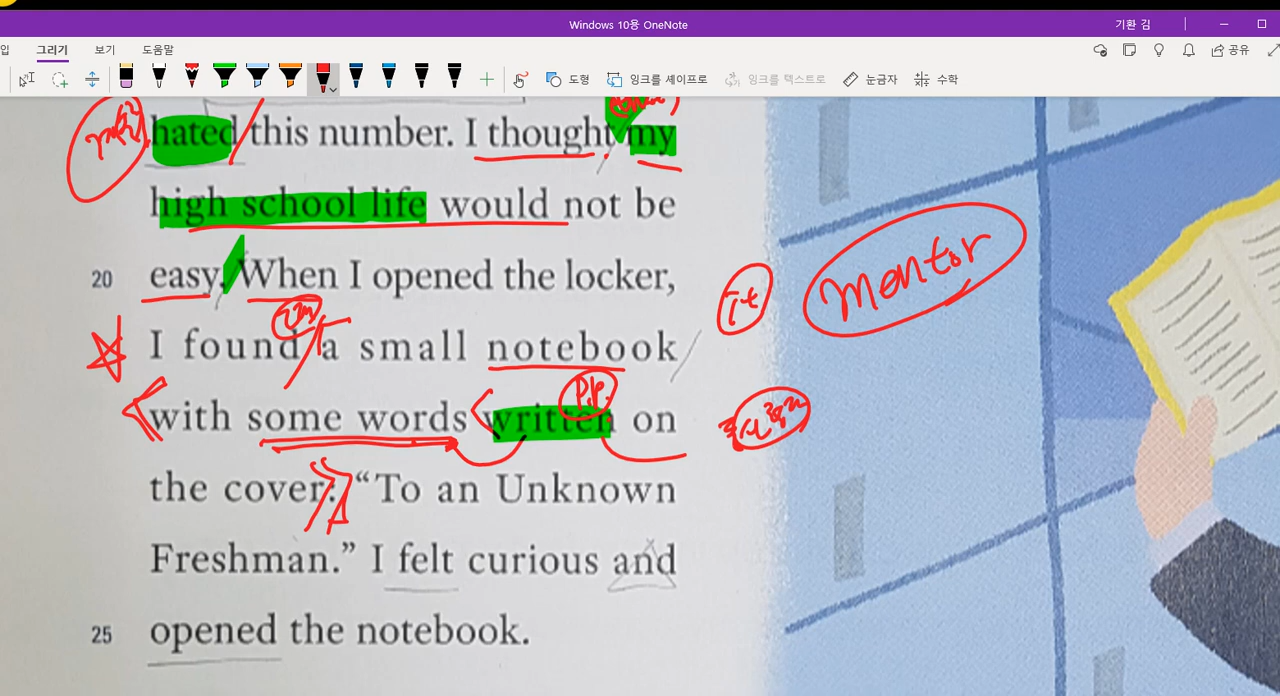 Windows 10용 OneNote
기환 김
입 그리기 보기 도움말
공유
도형 잉크를 셰이프로 잉크를 텍스트로 눈금자 수학
hated this number. I thought my
high school life would not be
20 easy. When I opened the locker,
I found a small notebook
with some words written on
the cover: “To an Unknown
Freshman.” I felt curious and
25 opened the notebook.
Mentor
P.P.